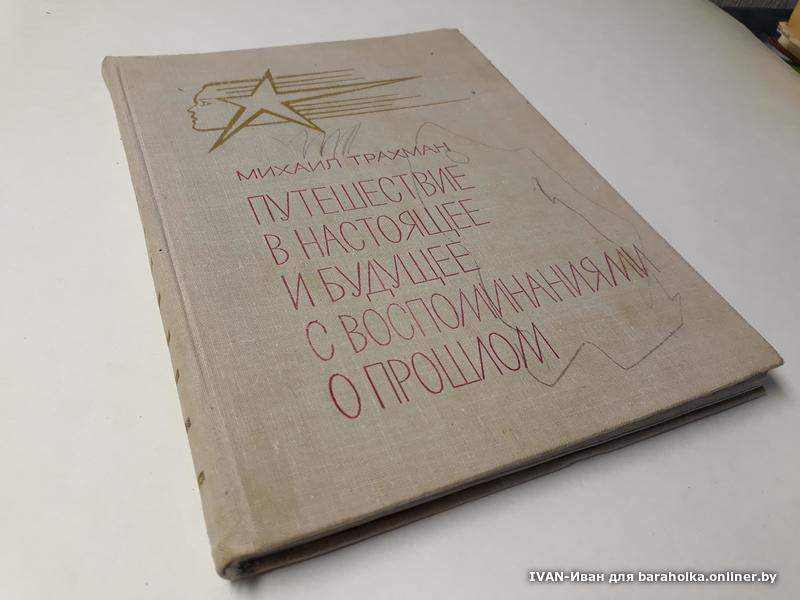 МИХАИЛ ТРАХМАН
ПУТЕШЕСТВИЕ
В НАСТОЯЩЕЕ
И БУДУЩЕЕ
С ВОСПОМИНАНИЯМИ
О ПРОШЛОМ
IVAN-Иван для baraholka.onliner.by